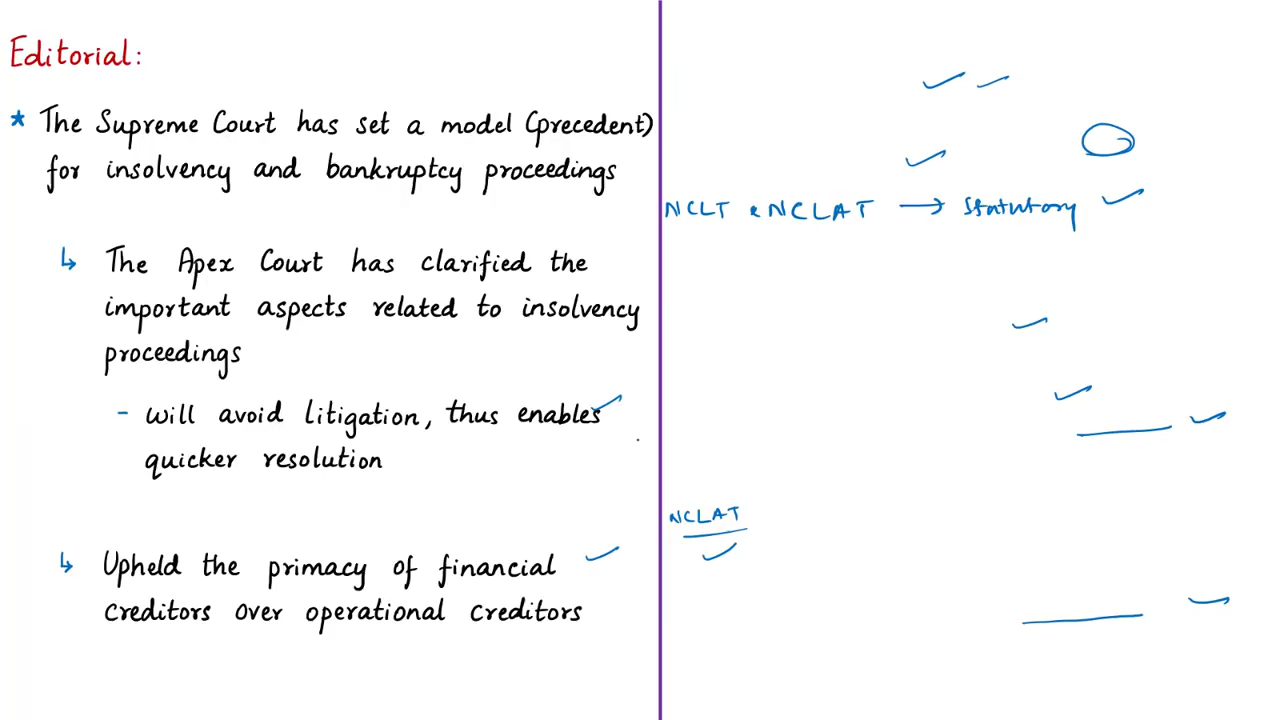 Editorial:
* The Supreme Court has set a model (precedent)
for insolvency and bankruptcy proceedings
↳ The Apex Court has clarified the
important aspects related to insolvency
proceedings
- will avoid litigation, thus enables
quicker resolution
↳ Upheld the primacy of financial
creditors over operational creditors
NCLT & NCLAT → Statutory
NCLAT